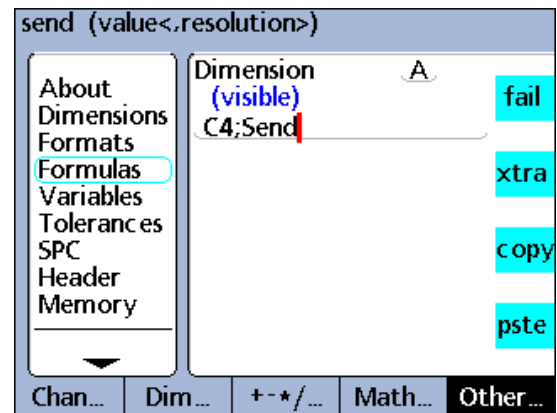 send (value<,resolution>)
About
Dimensions
Formats
Formulas
Variables
Tolerances
SPC
Header
Memory
Dimension A
(visible)
C4;Send
fail
xtra
copy
pste
Chan... Dim... +-*/... Math... Other...